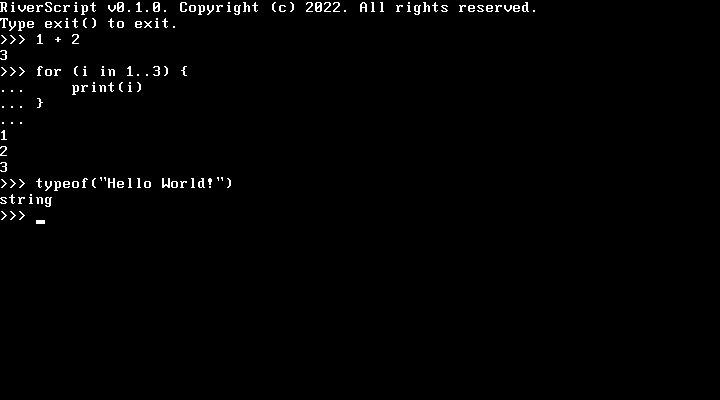 RiverScript v0.1.0. Copyright (c) 2022. All rights reserved.
Type exit() to exit.
>>> 1 + 2
3
>>> for (i in 1..3) {
...     print(i)
... }
...
1
2
3
>>> typeof("Hello World!")
string
>>> _